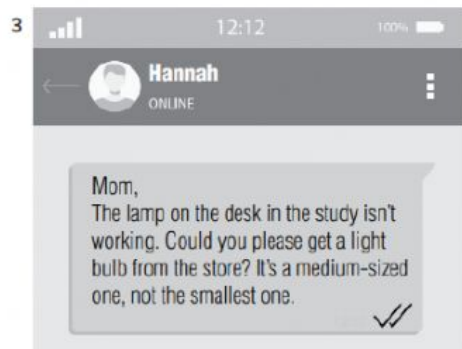 3
12:12
100%
Hannah
ONLINE
Mom,
The lamp on the desk in the study isn't
working. Could you please get a light
bulb from the store? It's a medium-sized
one, not the smallest one.